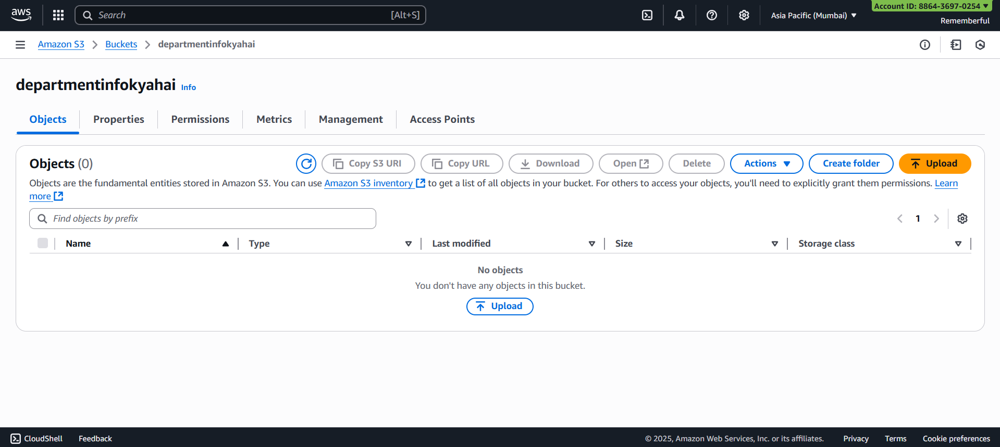 aws
Search [Alt+S]
Asia Pacific (Mumbai)
Account ID: 8864-3697-0254
Rememberful
Amazon S3 Buckets departmentinfokyahai
departmentinfokyahai Info
Objects Properties Permissions Metrics Management Access Points
Objects (0) Copy S3 URI Copy URL Download Open Delete Actions Create folder Upload
Objects are the fundamental entities stored in Amazon S3. You can use Amazon S3 inventory to get a list of all objects in your bucket. For others to access your objects, you'll need to explicitly grant them permissions. Learn
more
Find objects by prefix 1
Name Type Last modified Size Storage class
No objects
You don't have any objects in this bucket.
Upload
CloudShell Feedback © 2025, Amazon Web Services, Inc. or its affiliates. Privacy Terms Cookie preferences